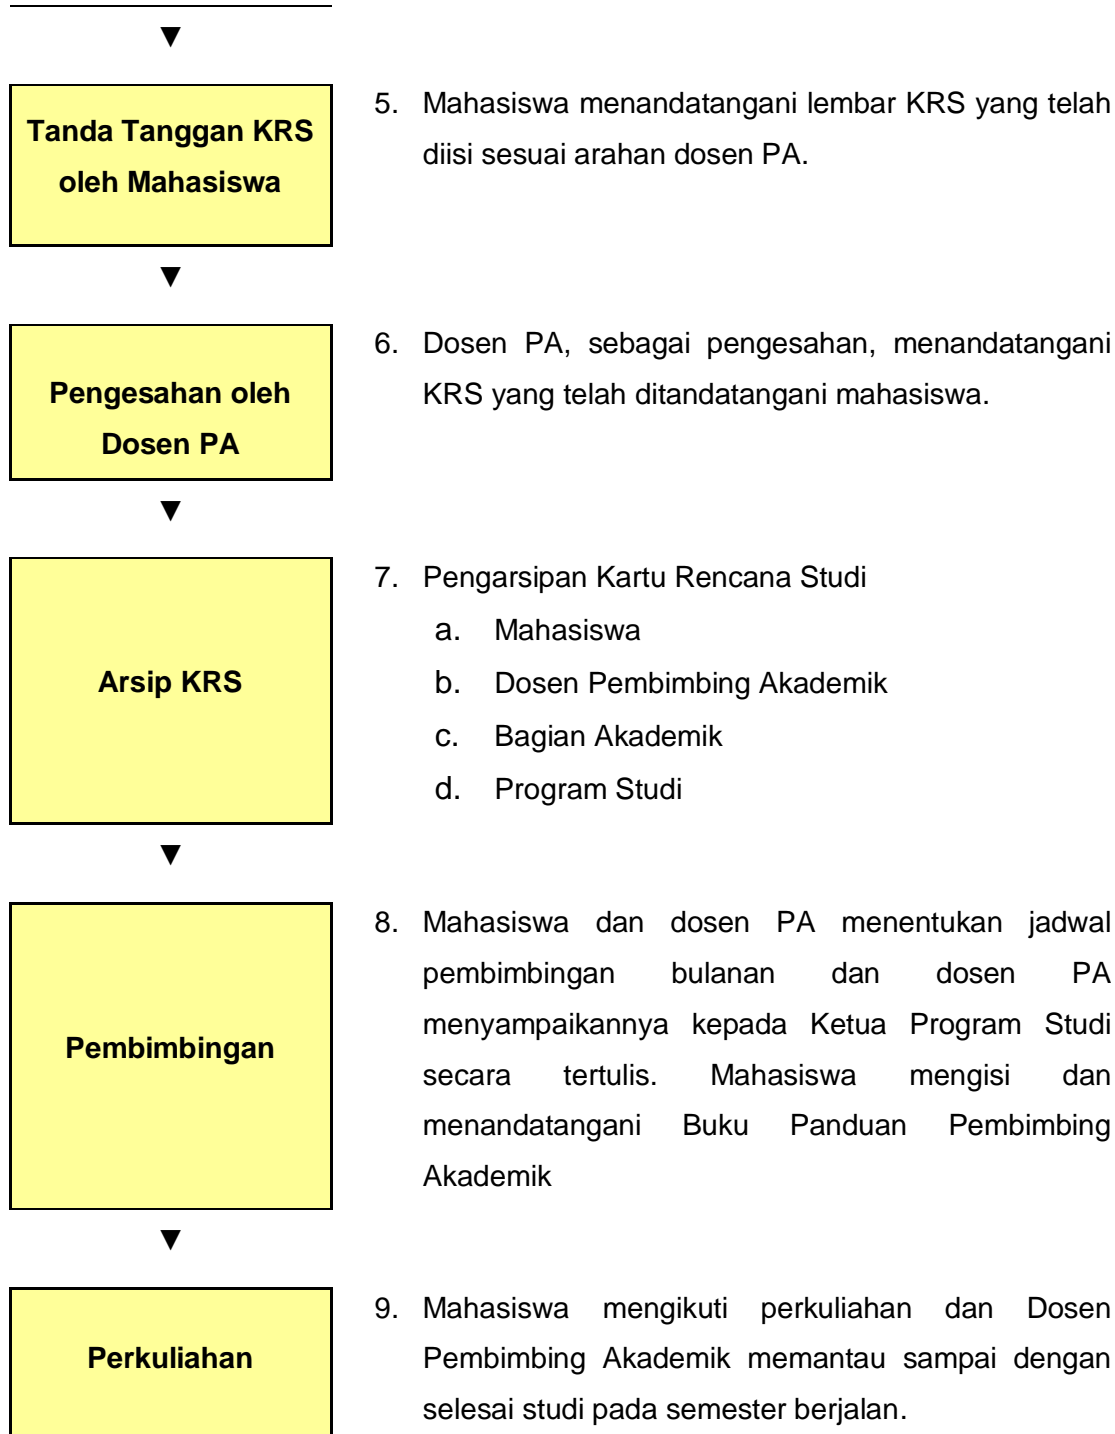 ▼
Tanda Tanggan KRS
oleh Mahasiswa
5. Mahasiswa menandatangani lembar KRS yang telah
diisi sesuai arahan dosen PA.
▼
Pengesahan oleh
Dosen PA
6. Dosen PA, sebagai pengesahan, menandatangani
KRS yang telah ditandatangani mahasiswa.
▼
Arsip KRS
7. Pengarsipan Kartu Rencana Studi
a. Mahasiswa
b. Dosen Pembimbing Akademik
c. Bagian Akademik
d. Program Studi
▼
Pembimbingan
8. Mahasiswa dan dosen PA menentukan jadwal
pembimbingan bulanan dan dosen PA
menyampaikannya kepada Ketua Program Studi
secara tertulis. Mahasiswa mengisi dan
menandatangani Buku Panduan Pembimbing
Akademik
▼
Perkuliahan
9. Mahasiswa mengikuti perkuliahan dan Dosen
Pembimbing Akademik memantau sampai dengan
selesai studi pada semester berjalan.